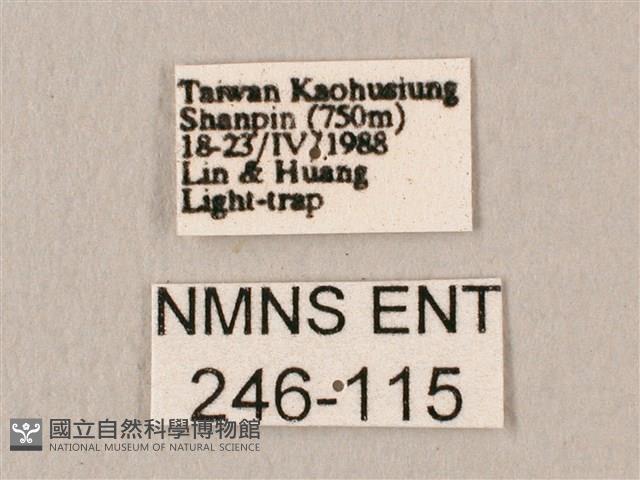 Taiwan Kaohusiung
Shanpin (750m)
18-23/IV/1988
Lin & Huang
Light-trap
NMNS ENT
246-115
國立自然科學博物館
NATIONAL MUSEUM OF NATURAL SCIENCE